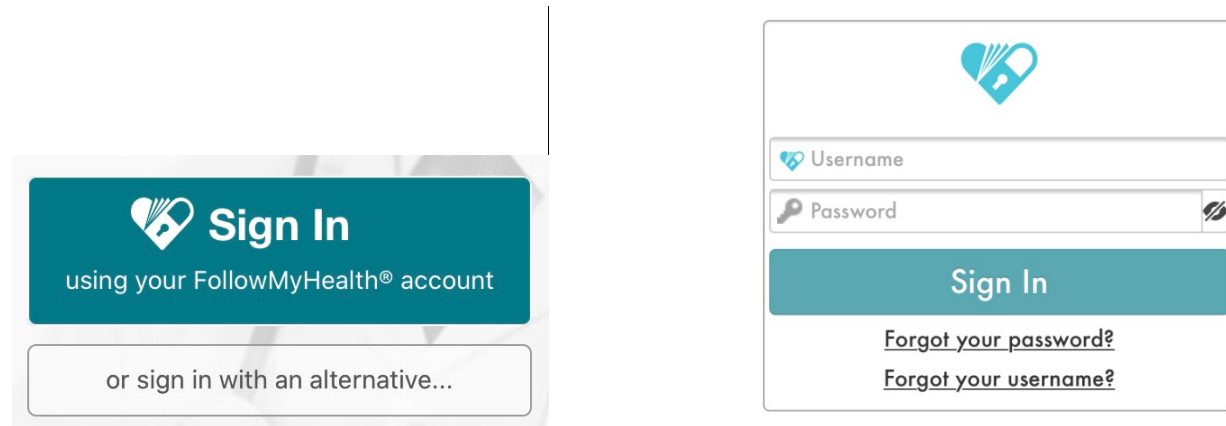 Sign In
using your FollowMyHealth® account
or sign in with an alternative...
Username
Password
Sign In
Forgot your password?
Forgot your username?